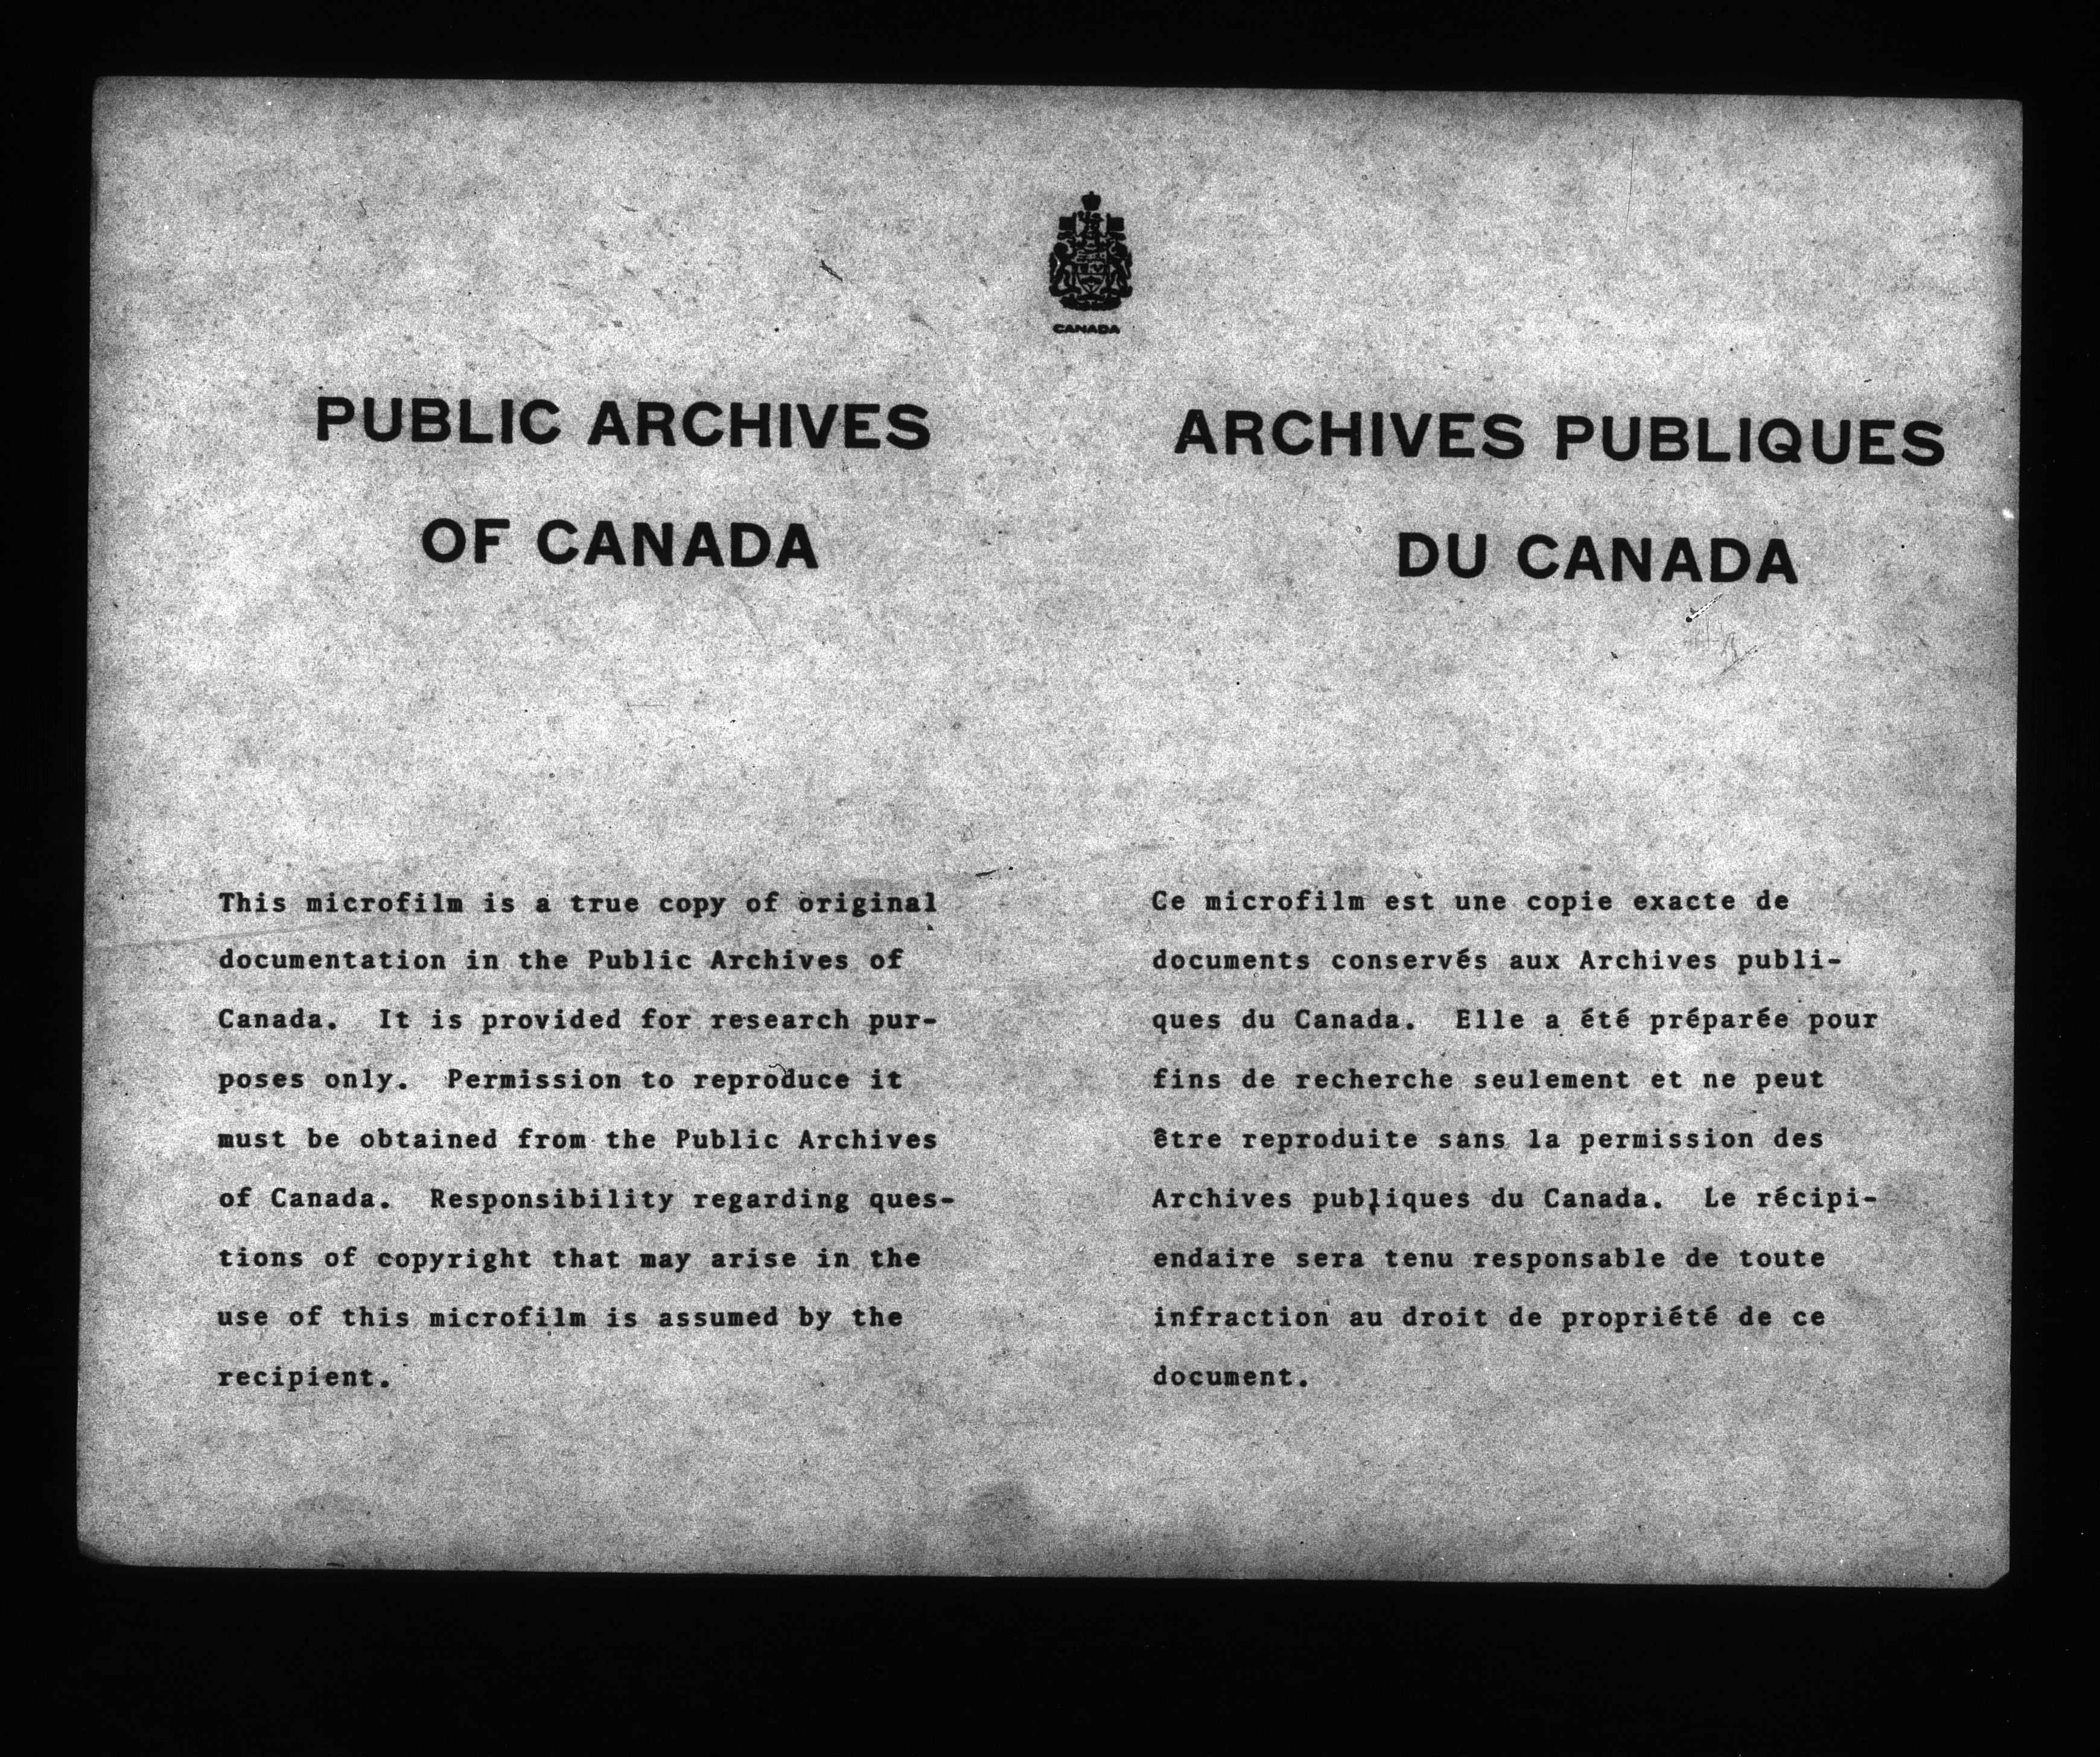 CANADA
PUBLIC ARCHIVES
OF CANADA
This microfilm is a true copy of original
documentation in the Public Archives of
Canada.  It is provided for research pur-
poses only.  Permission to reproduce it
must be obtained from the Public Archives
of Canada.  Responsibility regarding ques-
tions of copyright that may arise in the
use of this microfilm is assumed by the
recipient.
ARCHIVES PUBLIQUES
DU CANADA
Ce microfilm est une copie exacte de
documents conservés aux Archives publi-
ques du Canada.  Elle a été préparée pour
fins de recherche seulement et ne peut
être reproduite sans la permission des
Archives publiques du Canada.  Le récipi-
endaire sera tenu responsable de toute
infraction au droit de propriété de ce
document.